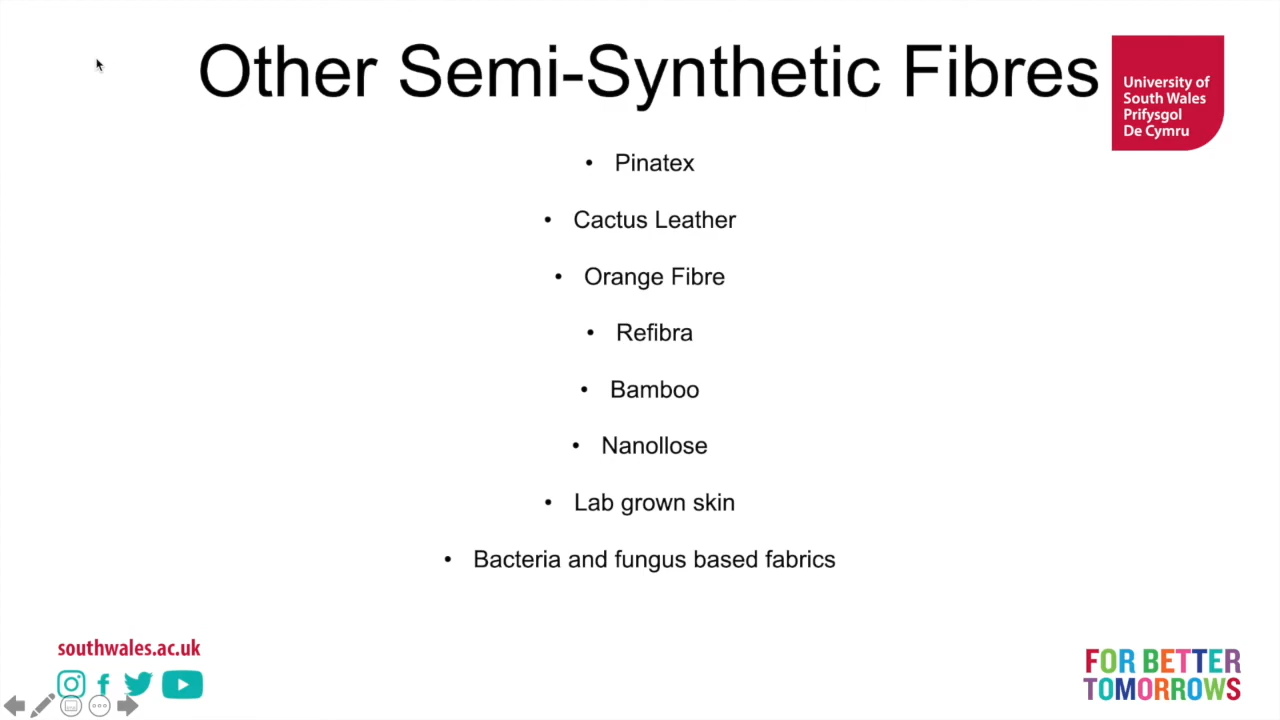 Other Semi-Synthetic Fibres
University of
South Wales
Prifysgol
De Cymru
• Pinatex
• Cactus Leather
• Orange Fibre
• Refibra
• Bamboo
• Nanollose
• Lab grown skin
• Bacteria and fungus based fabrics
southwales.ac.uk
FOR BETTER
TOMORROWS